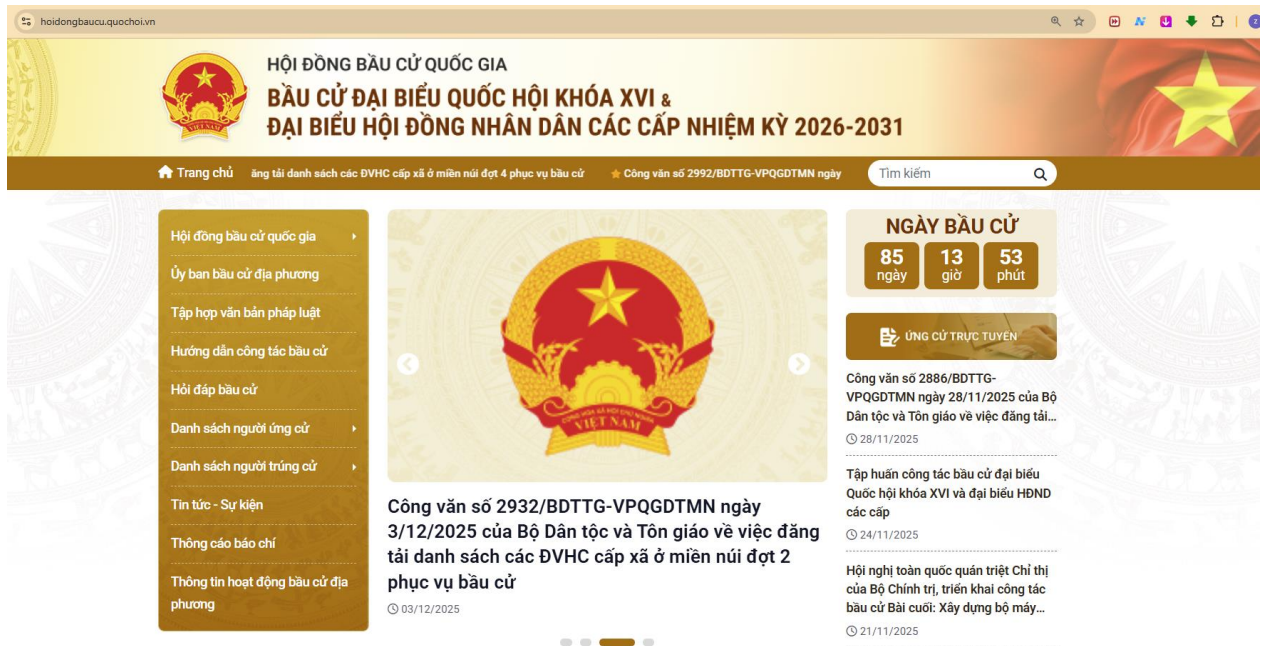 hoidongbaucu.quochoi.vn
HỘI ĐỒNG BẦU CỬ QUỐC GIA
BẦU CỬ ĐẠI BIỂU QUỐC HỘI KHÓA XVI &
ĐẠI BIỂU HỘI ĐỒNG NHÂN DÂN CÁC CẤP NHIỆM KỲ 2026-2031
VIỆT NAM
Trang chủ
ăng tải danh sách các ĐVHC cấp xã ở miền núi đợt 4 phục vụ bầu cử
Công văn số 2992/BDTTG-VPQGDTMN ngày
Tìm kiếm
Hội đồng bầu cử quốc gia
Ủy ban bầu cử địa phương
Tập hợp văn bản pháp luật
Hướng dẫn công tác bầu cử
Hỏi đáp bầu cử
Danh sách người ứng cử
Danh sách người trúng cử
Tin tức - Sự kiện
Thông cáo báo chí
Thông tin hoạt động bầu cử địa
phương
CỘNG HÒA XÃ HỘI CHỦ NGHĨA
VIỆT NAM
Công văn số 2932/BDTTG-VPQGDTMN ngày
3/12/2025 của Bộ Dân tộc và Tôn giáo về việc đăng
tải danh sách các ĐVHC cấp xã ở miền núi đợt 2
phục vụ bầu cử
03/12/2025
NGÀY BẦU CỬ
85 13 53
ngày giờ phút
ỨNG CỬ TRỰC TUYẾN
Công văn số 2886/BDTTG-
VPQGDTMN ngày 28/11/2025 của Bộ
Dân tộc và Tôn giáo về việc đăng tải...
28/11/2025
Tập huấn công tác bầu cử đại biểu
Quốc hội khóa XVI và đại biểu HĐND
các cấp
24/11/2025
Hội nghị toàn quốc quán triệt Chỉ thị
của Bộ Chính trị, triển khai công tác
bầu cử Bài cuối: Xây dựng bộ máy...
21/11/2025